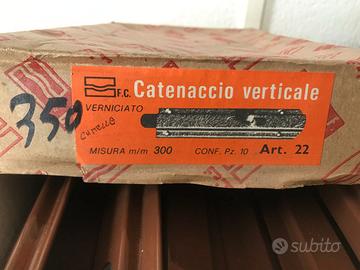 F.C. Catenaccio verticale
VERNICIATO
350
MISURA m/m 300 CONF. Pz. 10 Art. 22
subito